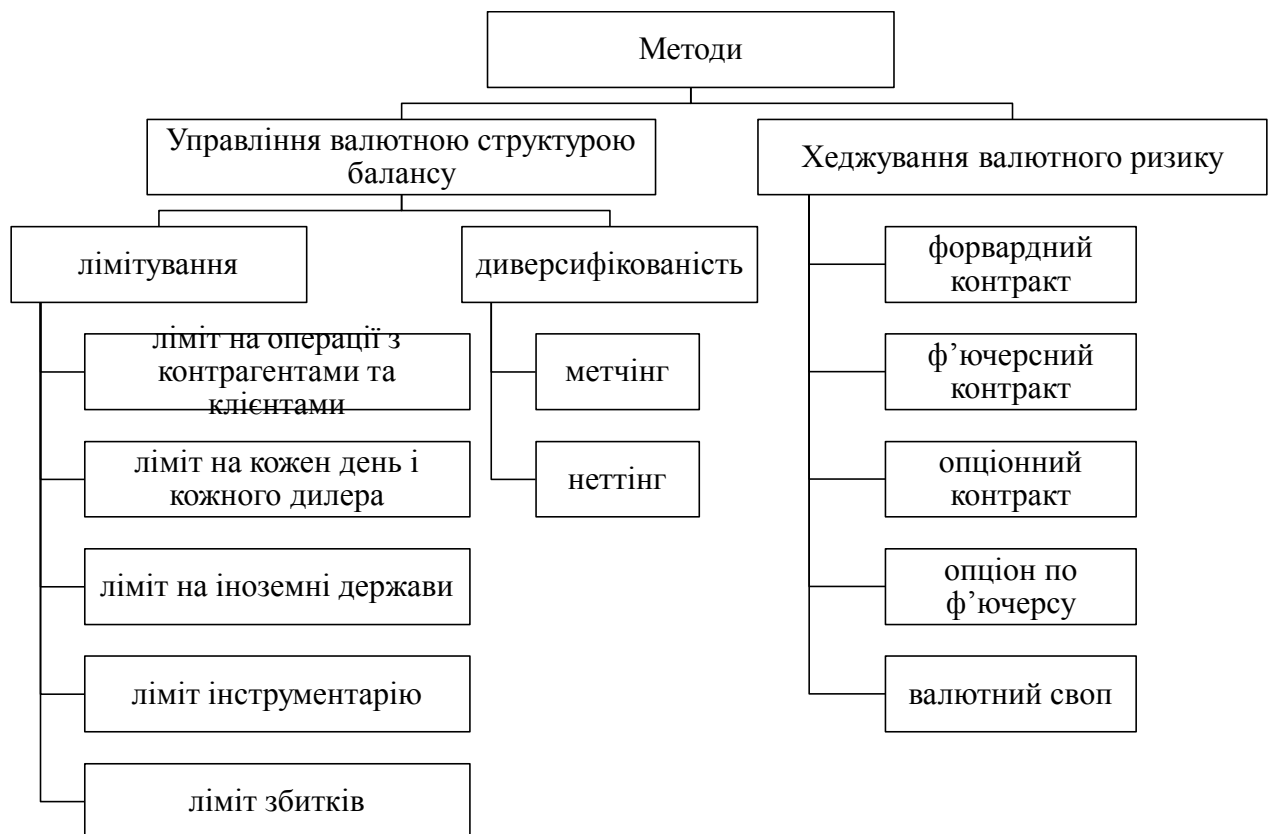 Методи
Управління валютною структурою
балансу
Хеджування валютного ризику
лімітування
диверсифікованість
ліміт на операції з
контрагентами та
клієнтами
ліміт на кожен день і
кожного дилера
ліміт на іноземні держави
ліміт інструментарію
ліміт збитків
метчінг
неттінг
форвардний
контракт
ф’ючерсний
контракт
опціонний
контракт
опціон по
ф’ючерсу
валютний своп